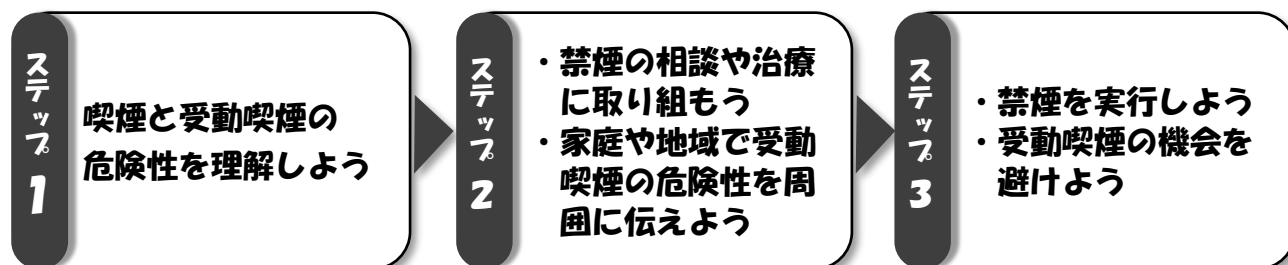 ステップ1
喫煙と受動喫煙の
危険性を理解しよう
ステップ2
・禁煙の相談や治療
に取り組もう
・家庭や地域で受動
喫煙の危険性を周
囲に伝えよう
ステップ3
・禁煙を実行しよう
・受動喫煙の機会を
避けよう